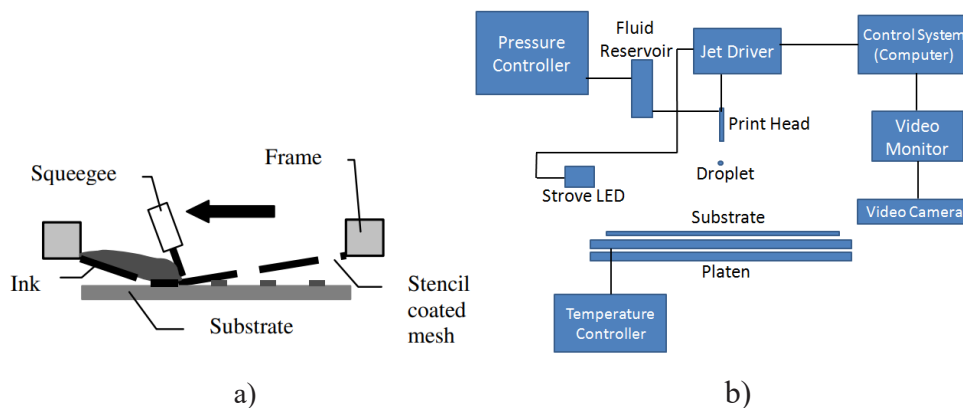 Squeegee
Frame
Ink
Substrate
Stencil
coated
mesh
a)
Pressure
Controller
Fluid
Reservoir
Jet Driver
Control System
(Computer)
Print Head
Video
Monitor
Droplet
Strove LED
Video Camera
Substrate
Platen
Temperature
Controller
b)